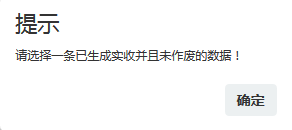 提示
请选择一条已生成实收并且未作废的数据！
确定